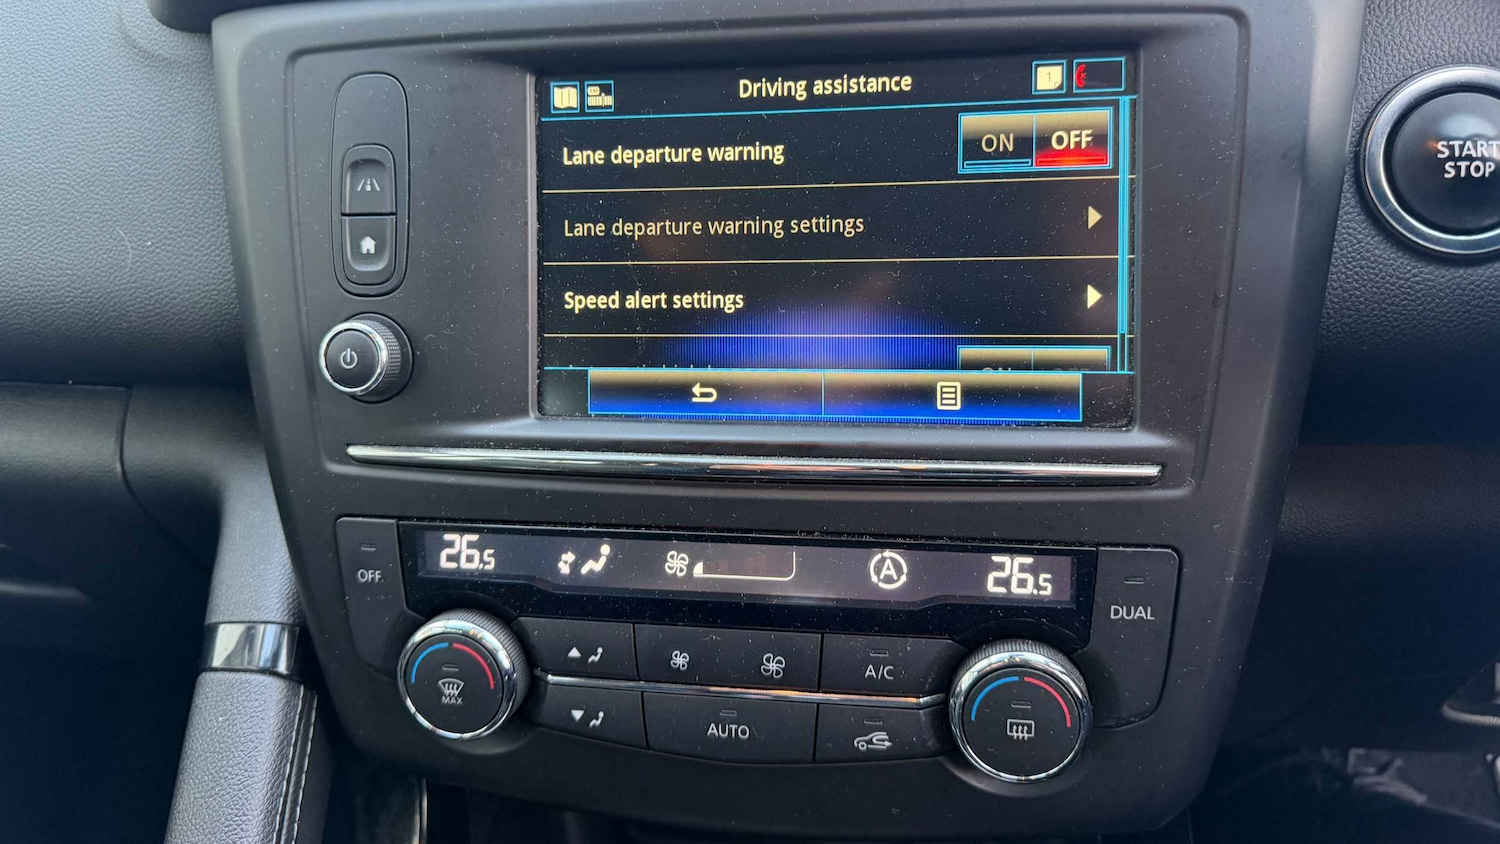 1
Driving assistance
Lane departure warning
ON
OFF
Lane departure warning settings
Speed alert settings
START
STOP
26.5
A
26.5
OFF
DUAL
MAX
A/C
AUTO